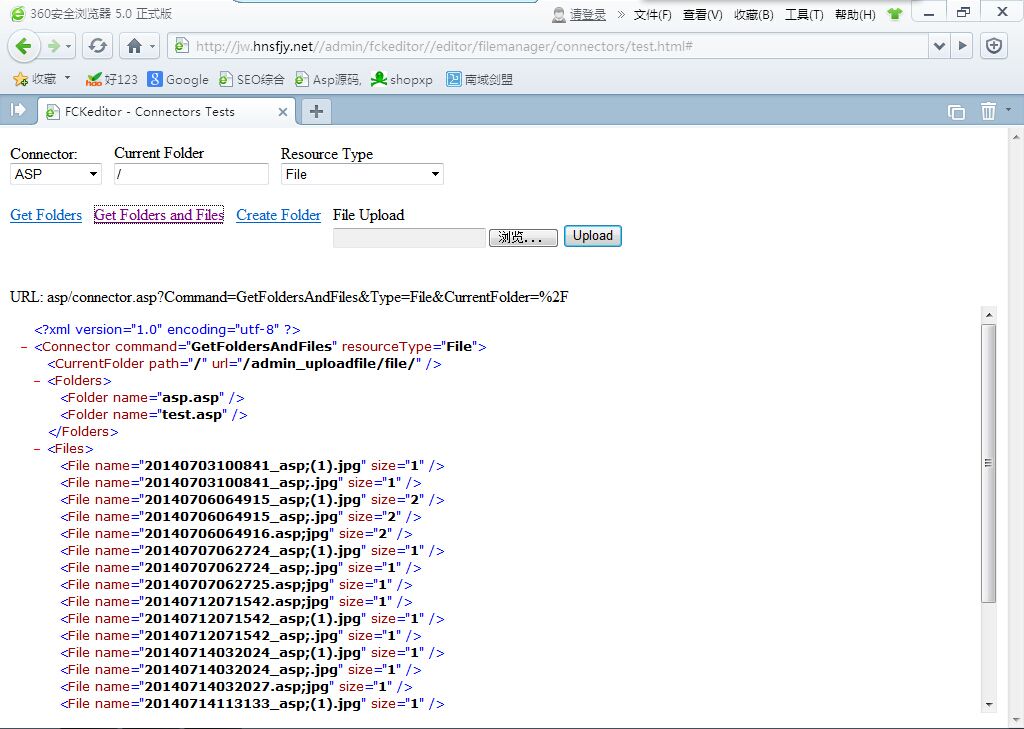 360安全浏览器 5.0 正式版
请登录 » 文件(F) 查看(V) 收藏(B) 工具(T) 帮助(H)
http://jw.hnsfjy.net//admin/fckeditor//editor/filemanager/connectors/test.html#
收藏 hao 好123 8 Google SEO综合 Asp源码, shopxp 南域剑盟
FCKeditor - Connectors Tests
Connector: Current Folder Resource Type
ASP / File
Get Folders Get Folders and Files Create Folder File Upload
浏览... Upload
URL: asp/connector.asp?Command=GetFoldersAndFiles&Type=File&CurrentFolder=%2F
<?xml version="1.0" encoding="utf-8" ?>
- <Connector command="GetFoldersAndFiles" resourceType="File">
<CurrentFolder path="/" url="/admin_uploadfile/file/" />
- <Folders>
<Folder name="asp.asp" />
<Folder name="test.asp" />
</Folders>
- <Files>
<File name="20140703100841_asp;(1).jpg" size="1" />
<File name="20140703100841_asp;.jpg" size="1" />
<File name="20140706064915_asp;(1).jpg" size="2" />
<File name="20140706064915_asp;.jpg" size="2" />
<File name="20140706064916.asp;jpg" size="2" />
<File name="20140707062724_asp;(1).jpg" size="1" />
<File name="20140707062724_asp;.jpg" size="1" />
<File name="20140707062725.asp;jpg" size="1" />
<File name="20140712071542.asp;jpg" size="1" />
<File name="20140712071542_asp;(1).jpg" size="1" />
<File name="20140712071542_asp;.jpg" size="1" />
<File name="20140714032024_asp;(1).jpg" size="1" />
<File name="20140714032024_asp;.jpg" size="1" />
<File name="20140714032027.asp;jpg" size="1" />
<File name="20140714113133_asp;(1).jpg" size="1" />